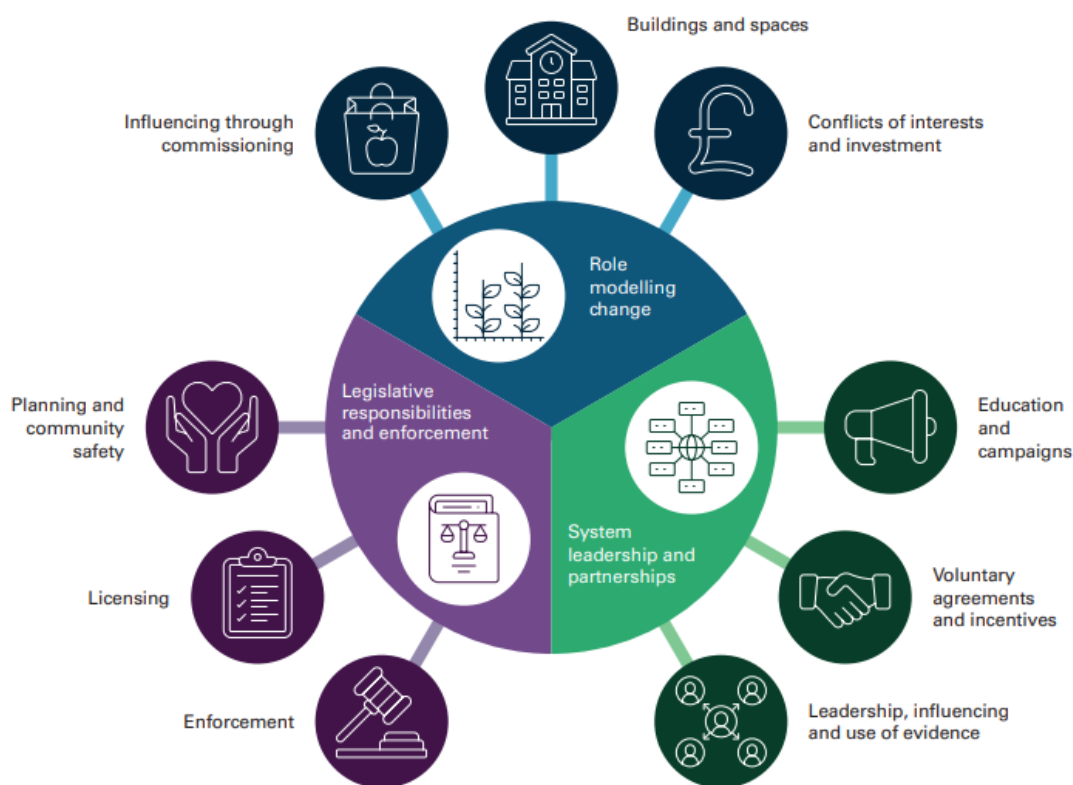 Buildings and spaces
Influencing through
commissioning
Conflicts of interests
and investment
Role
modelling
change
Legislative
responsibilities
and enforcement
Planning and
community
safety
Education
and
campaigns
System
leadership and
partnerships
Licensing
Voluntary
agreements
and incentives
Enforcement
Leadership, influencing
and use of evidence